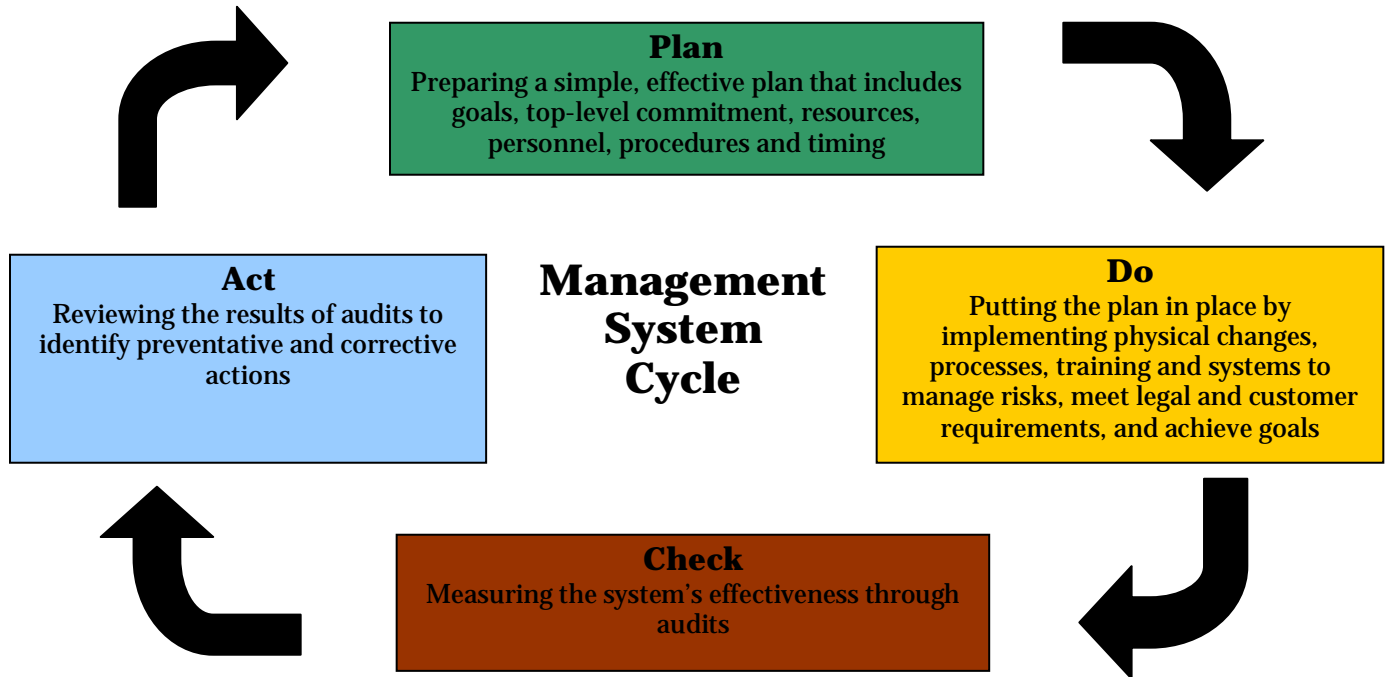 Plan
Preparing a simple, effective plan that includes
goals, top-level commitment, resources,
personnel, procedures and timing
Act
Reviewing the results of audits to
identify preventative and corrective
actions
Management
System
Cycle
Do
Putting the plan in place by
implementing physical changes,
processes, training and systems to
manage risks, meet legal and customer
requirements, and achieve goals
Check
Measuring the system’s effectiveness through
audits